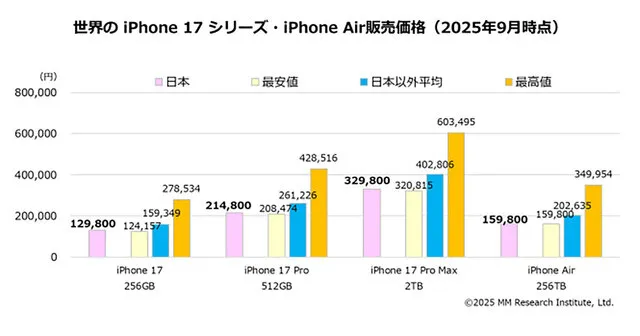 世界の iPhone 17 シリーズ・iPhone Air販売価格（2025年9月時点）
(円)
日本 最安値 日本以外平均 最高値
800,000
600,000
400,000
200,000
0
129,800 124,157 159,349 278,534
214,800 208,474 261,226 428,516
329,800 320,815 402,806 603,495
159,800 159,800 202,635 349,954
iPhone 17 iPhone 17 Pro iPhone 17 Pro Max iPhone Air
256GB 512GB 2TB 256TB
©2025 MM Research Institute, Ltd.